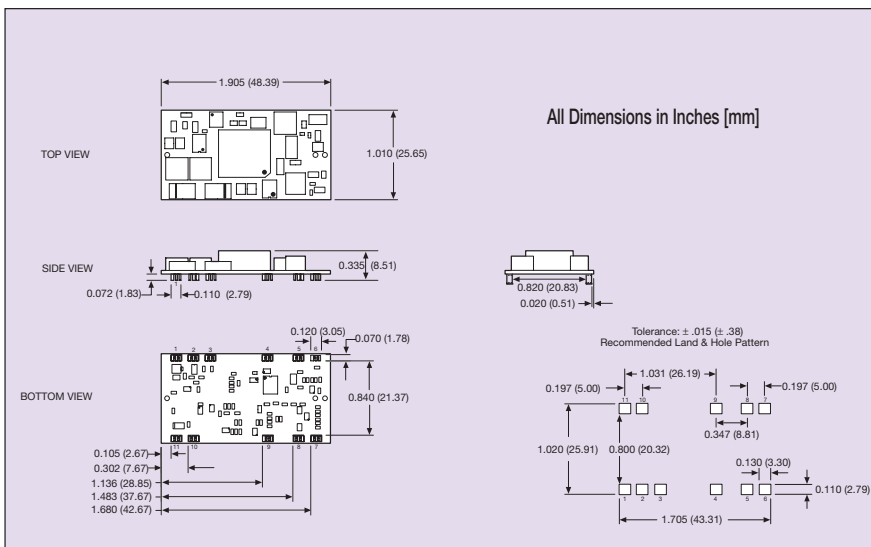 All Dimensions in Inches [mm]
1.905 (48.39)
TOP VIEW
1.010 (25.65)
SIDE VIEW
1
0.335 (8.51)
0.072 (1.83)
0.110 (2.79)
0.820 (20.83)
0.020 (0.51)
BOTTOM VIEW
0.120 (3.05)
0.070 (1.78)
1 2 3 4 5 6
0.840 (21.37)
11 10 9 8 7
0.105 (2.67)
0.302 (7.67)
1.136 (28.85)
1.483 (37.67)
1.680 (42.67)
Tolerance: ± .015 (± .38)
Recommended Land & Hole Pattern
1.031 (26.19)
0.197 (5.00)
0.197 (5.00)
11 10 9 8 7
0.347 (8.81)
1.020 (25.91)
0.800 (20.32)
0.130 (3.30)
0.110 (2.79)
1 2 3 4 5 6
1.705 (43.31)